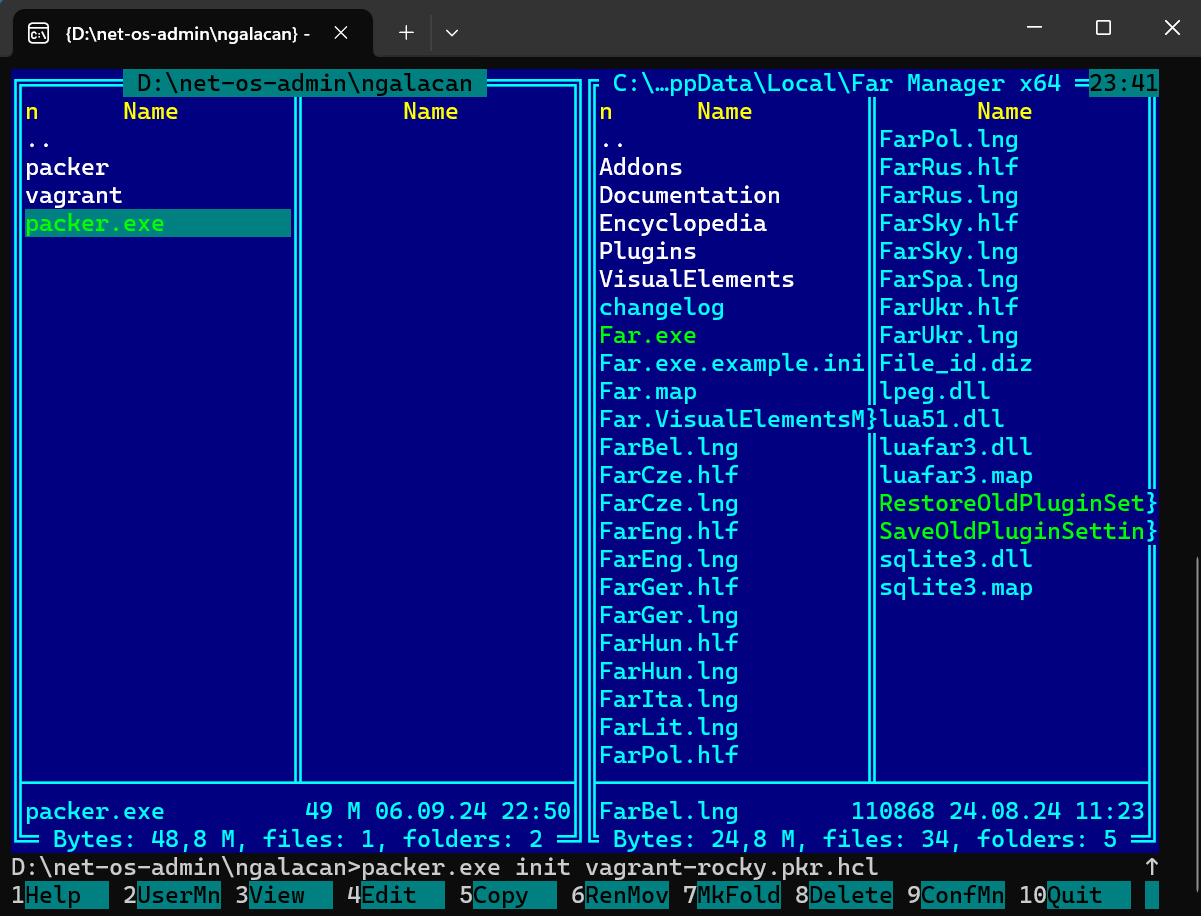 {D:\net-os-admin\ngalacan} -
D:\net-os-admin\ngalacan
n Name Name
..
packer
vagrant
packer.exe
packer.exe 49 M 06.09.24 22:50
Bytes: 48,8 M, files: 1, folders: 2
C:\…ppData\Local\Far Manager x64 23:41
n Name Name
..
Addons
Documentation
Encyclopedia
Plugins
VisualElements
changelog
Far.exe
Far.exe.example.ini
Far.map
Far.VisualElementsM}
FarBel.lng
FarCze.hlf
FarCze.lng
FarEng.hlf
FarEng.lng
FarGer.hlf
FarGer.lng
FarHun.hlf
FarHun.lng
FarIta.lng
FarLit.lng
FarPol.hlf
FarPol.lng
FarRus.hlf
FarRus.lng
FarSky.hlf
FarSky.lng
FarSpa.lng
FarUkr.hlf
FarUkr.lng
File_id.diz
lpeg.dll
lua51.dll
luafar3.dll
luafar3.map
RestoreOldPluginSet}
SaveOldPluginSettin}
sqlite3.dll
sqlite3.map
FarBel.lng 110868 24.08.24 11:23
Bytes: 24,8 M, files: 34, folders: 5
D:\net-os-admin\ngalacan>packer.exe init vagrant-rocky.pkr.hcl ↑
1Help 2UserMn 3View 4Edit 5Copy 6RenMov 7MkFold 8Delete 9ConfMn 10Quit